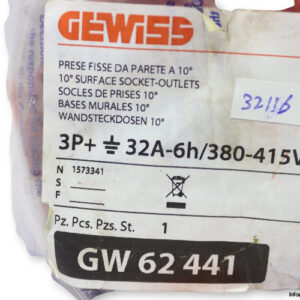 GEWISS
PRESE FISSE DA PARETE A 10°
10° SURFACE SOCKET-OUTLETS
SOCLES DE PRISES 10°
BASES MURALES 10°
WANDSTECKDOSEN 10°
32116
3P+⏚ 32A-6h/380-415V
N 1573341
S
F
Pz. Pcs. Pzs. St. 1
GW 62 441